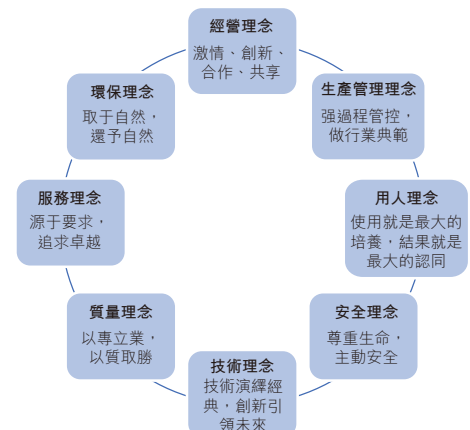 經營理念
激情、創新、
合作、共享
生產管理理念
强過程管控，
做行業典範
用人理念
使用就是最大的
培養，結果就是
最大的認同
安全理念
尊重生命，
主動安全
技術理念
技術演繹經
典，創新引
領未來
質量理念
以專立業，
以質取勝
服務理念
源于要求，
追求卓越
環保理念
取于自然，
還予自然